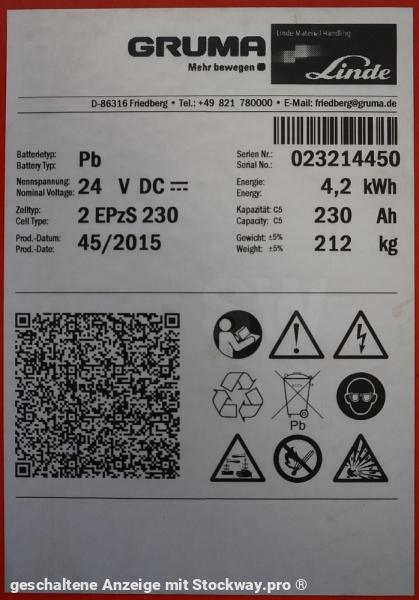 GRUMA
Mehr bewegen
Linde Material Handling
Linde
D-86316 Friedberg • Tel.: +49 821 780000 • E-Mail: friedberg@gruma.de
Batterietyp:
Battery Typ:
Pb
Serien Nr.:
Serial No.:
023214450
Nennspannung:
Nominal Voltage:
24 V DC
Energie:
Energy:
4,2 kWh
Zelltyp:
Cell Type:
2 EPzS 230
Kapazität: C5
Capacity: C5
230 Ah
Prod.-Datum:
Prod.-Date:
45/2015
Gewicht: ±5%
Weight: ±5%
212 kg
Pb
geschaltene Anzeige mit Stockway.pro ®